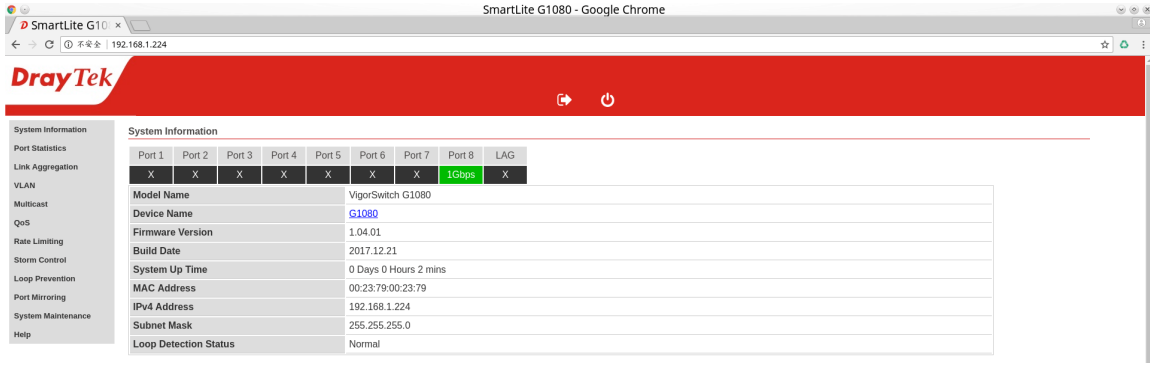 SmartLite G1080 - Google Chrome
SmartLite G10
不安全 | 192.168.1.224
DrayTek
System Information
Port Statistics
Link Aggregation
VLAN
Multicast
QoS
Rate Limiting
Storm Control
Loop Prevention
Port Mirroring
System Maintenance
Help
System Information
Port 1 Port 2 Port 3 Port 4 Port 5 Port 6 Port 7 Port 8 LAG
X X X X X X X 1Gbps X
Model Name VigorSwitch G1080
Device Name G1080
Firmware Version 1.04.01
Build Date 2017.12.21
System Up Time 0 Days 0 Hours 2 mins
MAC Address 00:23:79:00:23:79
IPv4 Address 192.168.1.224
Subnet Mask 255.255.255.0
Loop Detection Status Normal